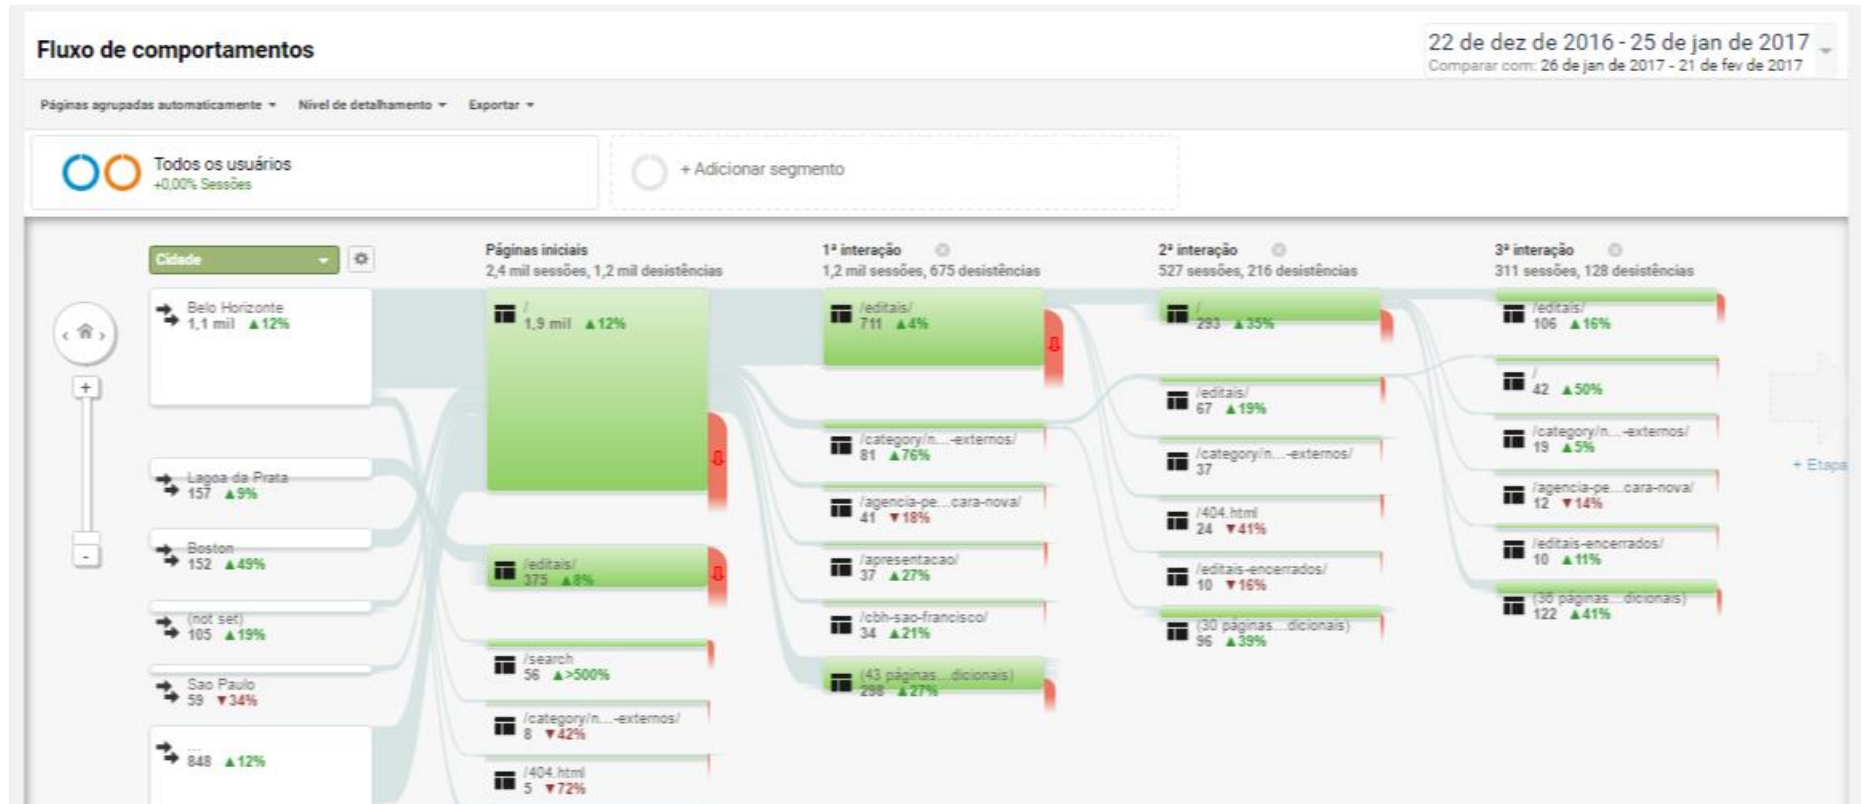 Fluxo de comportamentos
22 de dez de 2016 - 25 de jan de 2017
Comparar com: 26 de jan de 2017 - 21 de fev de 2017
Páginas agrupadas automaticamente
Nível de detalhamento
Exportar
Todos os usuários
+0,00% Sessões
+ Adicionar segmento
Cidade
Belo Horizonte
1,1 mil ▲12%
Lagoa da Prata
157 ▲9%
Boston
152 ▲49%
(not set)
105 ▲19%
Sao Paulo
59 ▼34%
...
848 ▲12%
Páginas iniciais
2,4 mil sessões, 1,2 mil desistências
/
1,9 mil ▲12%
/editais/
375 ▲8%
/search
56 ▲>500%
/category/n...-externos/
8 ▼42%
/404.html
5 ▼72%
1ª interação
1,2 mil sessões, 675 desistências
/editais/
711 ▲4%
/category/n...-externos/
81 ▲76%
/agencia-pe...cara-nova/
41 ▼18%
/apresentacao/
37 ▲27%
/cbh-sao-francisco/
34 ▲21%
(43 páginas...dicionais)
298 ▲27%
2ª interação
527 sessões, 216 desistências
/
293 ▲35%
/editais/
67 ▲19%
/category/n...-externos/
37
/404.html
24 ▼41%
/editais-encerrados/
10 ▼16%
(30 páginas...dicionais)
96 ▲39%
3ª interação
311 sessões, 128 desistências
/editais/
106 ▲16%
/
42 ▲50%
/category/n...-externos/
19 ▲5%
/agencia-pe...cara-nova/
12 ▼14%
/editais-encerrados/
10 ▲11%
páginas...dicionais)
122 ▲41%
+ Etapa